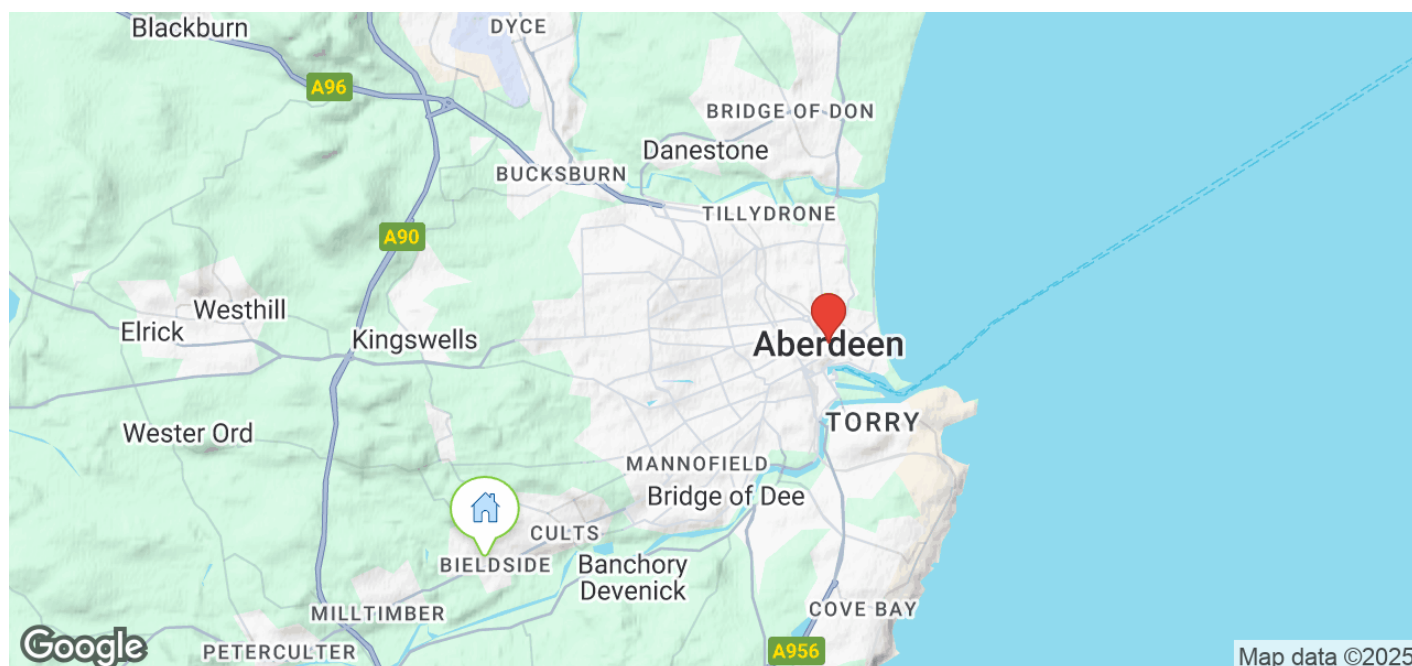 Blackburn
DYCE
A96
BRIDGE OF DON
Danestone
BUCKSBURN
TILLYDRONE
A90
Westhill
Elrick
Kingswells
Aberdeen
TORRY
Wester Ord
MANNOFIELD
Bridge of Dee
CULTS
BIELDSIDE
Banchory
Devenick
MILLTIMBER
COVE BAY
PETERCULTER
A956
Google
Map data ©2025